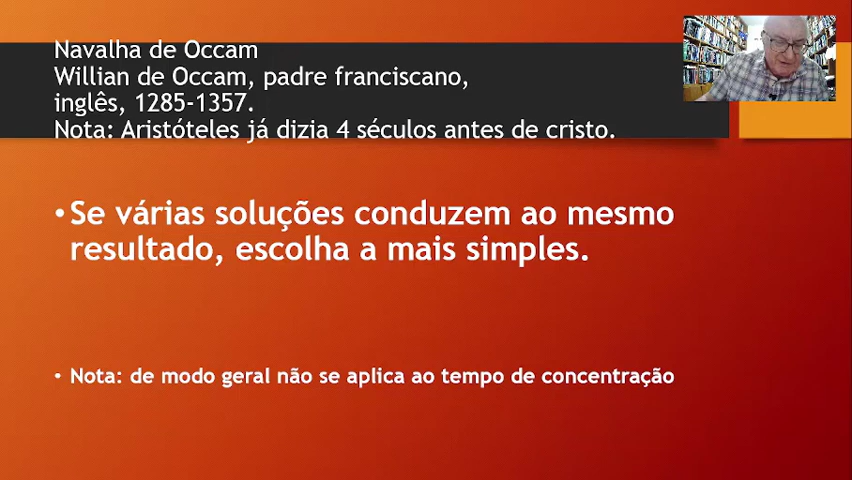 Navalha de Occam
Willian de Occam, padre franciscano,
inglês, 1285-1357.
Nota: Aristóteles já dizia 4 séculos antes de cristo.
• Se várias soluções conduzem ao mesmo
resultado, escolha a mais simples.
• Nota: de modo geral não se aplica ao tempo de concentração